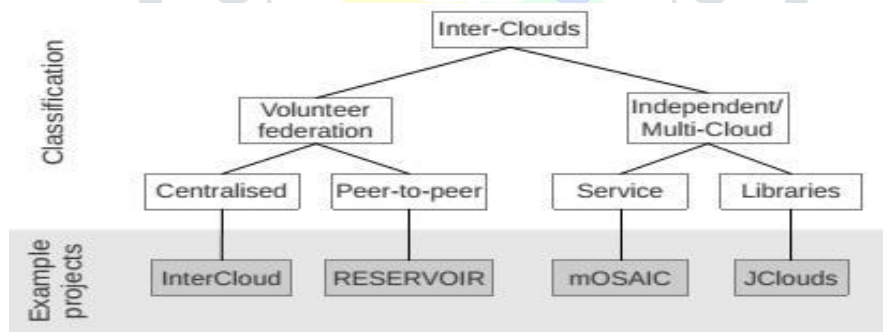 Inter-Clouds
Classification
Volunteer
federation
Independent/
Multi-Cloud
Centralised
Peer-to-peer
Service
Libraries
Example
projects
InterCloud
RESERVOIR
mOSAIC
JClouds